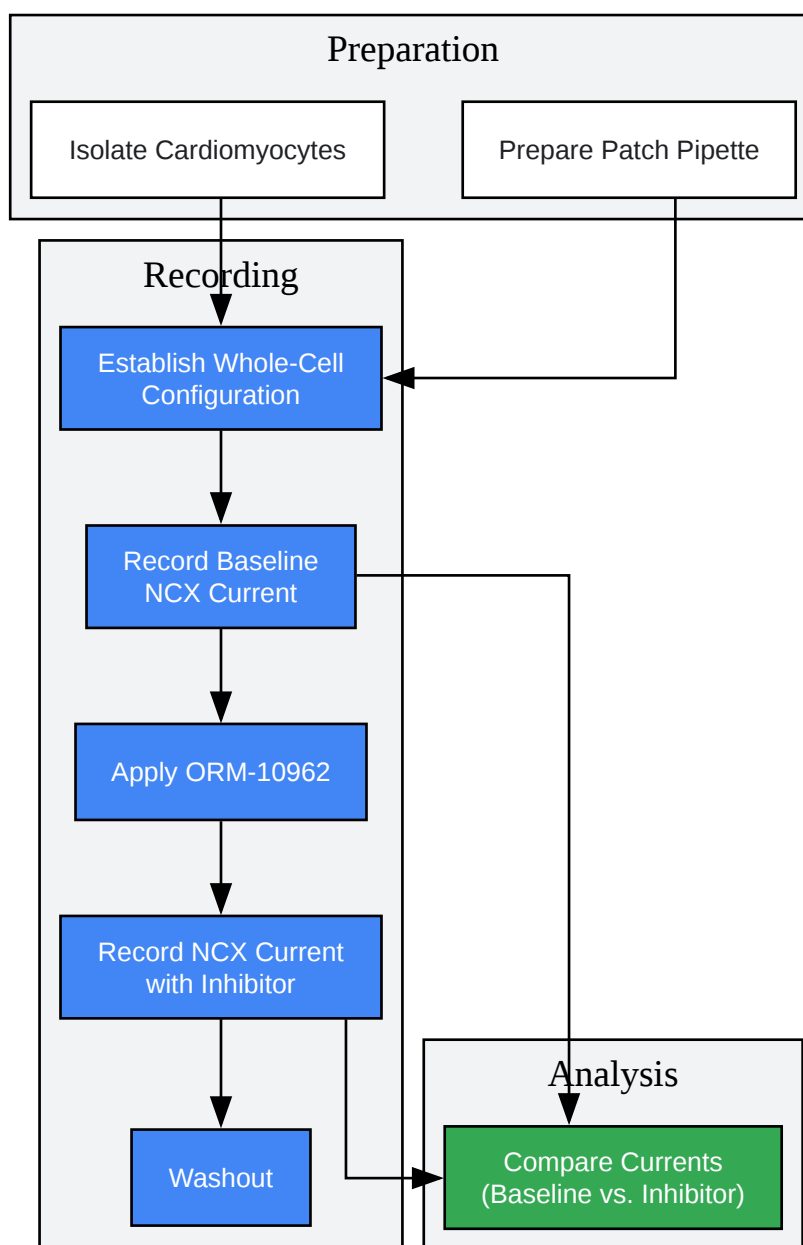 Preparation
Isolate Cardiomyocytes
Prepare Patch Pipette
Recording
Establish Whole-Cell
Configuration
Record Baseline
NCX Current
Apply ORM-10962
Record NCX Current
with Inhibitor
Washout
Analysis
Compare Currents
(Baseline vs. Inhibitor)